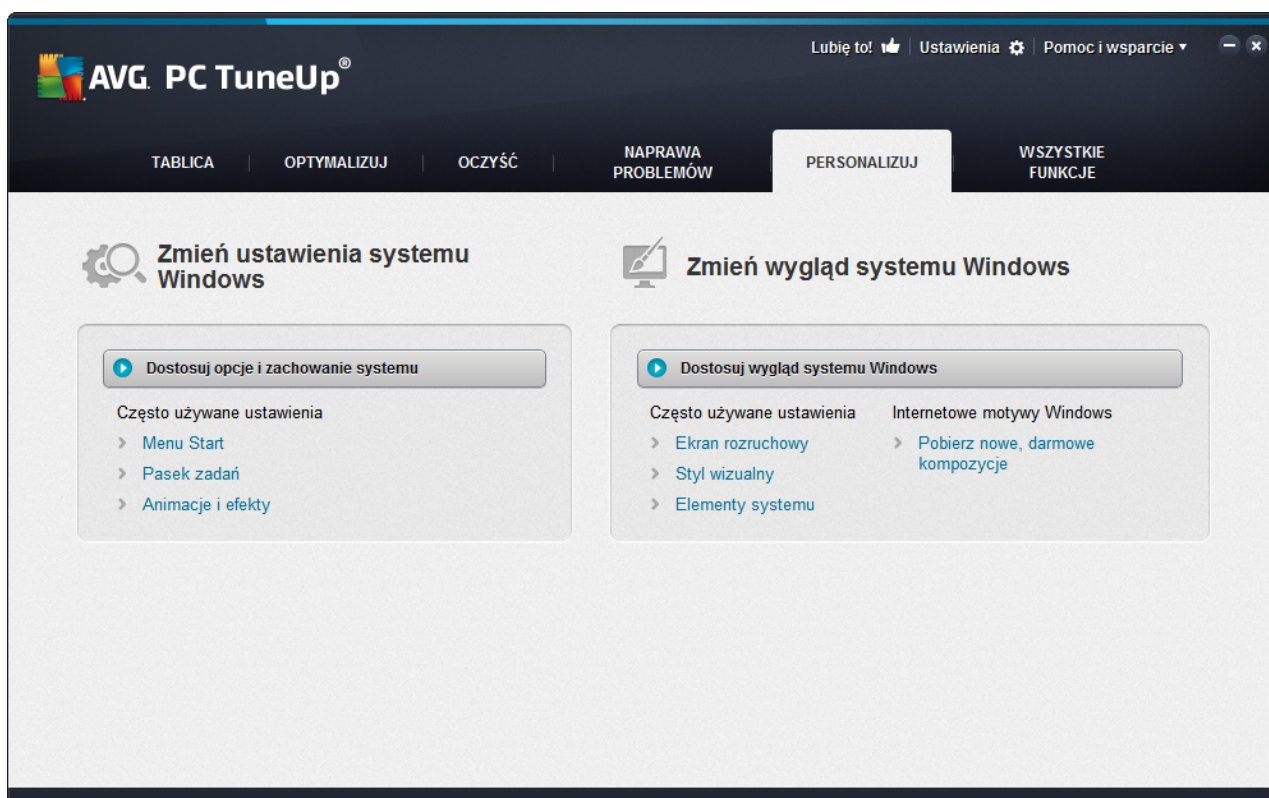 Lubię to! Ustawienia Pomoc i wsparcie
AVG. PC TuneUp®
TABLICA OPTYMALIZUJ OCZYŚĆ NAPRAWA PROBLEMÓW PERSONALIZUJ WSZYSTKIE FUNKCJE
Zmień ustawienia systemu
Windows
Dostosuj opcje i zachowanie systemu
Często używane ustawienia
Menu Start
Pasek zadań
Animacje i efekty
Zmień wygląd systemu Windows
Dostosuj wygląd systemu Windows
Często używane ustawienia
Ekran rozruchowy
Styl wizualny
Elementy systemu
Internetowe motywy Windows
Pobierz nowe, darmowe
kompozycje